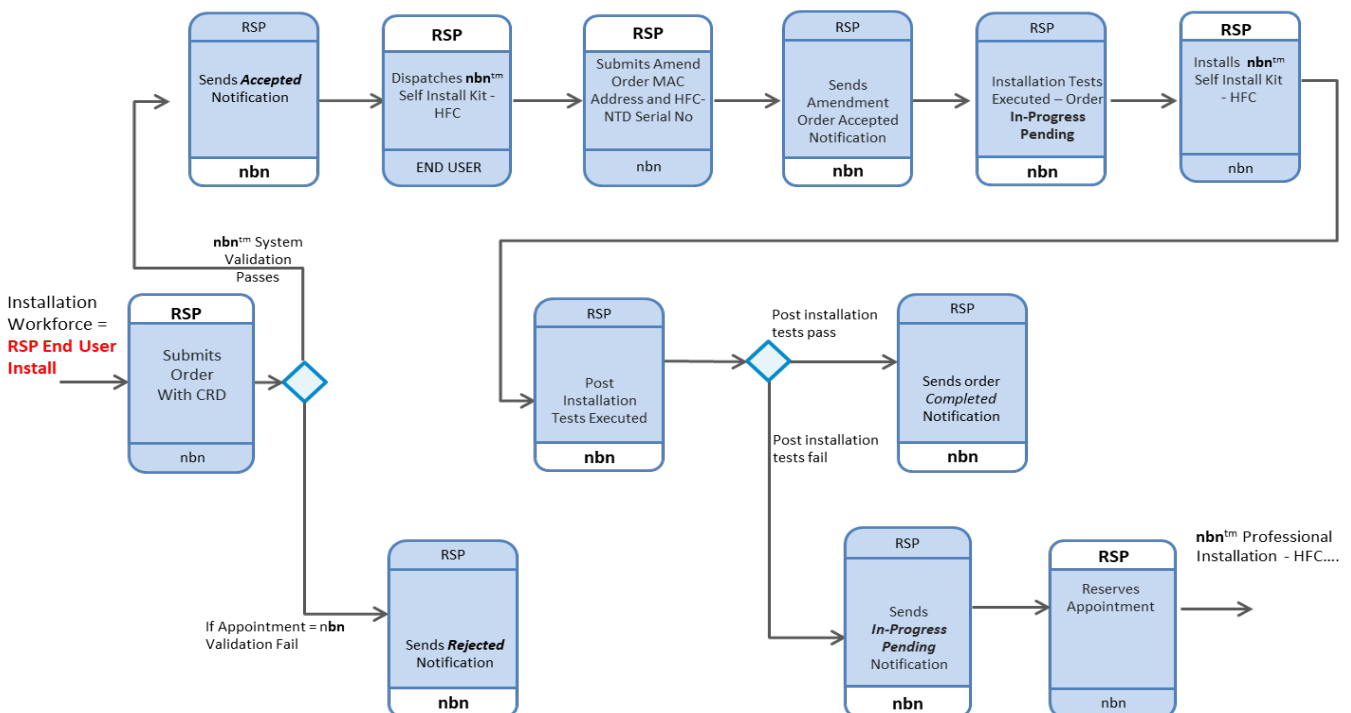 RSP
Sends Accepted
Notification
nbn
RSP
Dispatches nbn™
Self Install Kit -
HFC
END USER
RSP
Submits Amend
Order MAC
Address and HFC-
NTD Serial No
nbn
RSP
Sends
Amendment
Order Accepted
Notification
nbn
RSP
Installation Tests
Executed – Order
In-Progress
Pending
nbn
RSP
Installs nbn™
Self Install Kit
- HFC
nbn
nbn™ System
Validation
Passes
Installation
Workforce =
RSP End User
Install
RSP
Submits
Order
With CRD
nbn
RSP
Post
Installation
Tests Executed
nbn
Post installation
tests pass
RSP
Sends order
Completed
Notification
nbn
Post installation
tests fail
If Appointment = nbn
Validation Fail
RSP
Sends Rejected
Notification
nbn
RSP
Sends
In-Progress
Pending
Notification
nbn
RSP
Reserves
Appointment
nbn
nbn™ Professional
Installation - HFC....